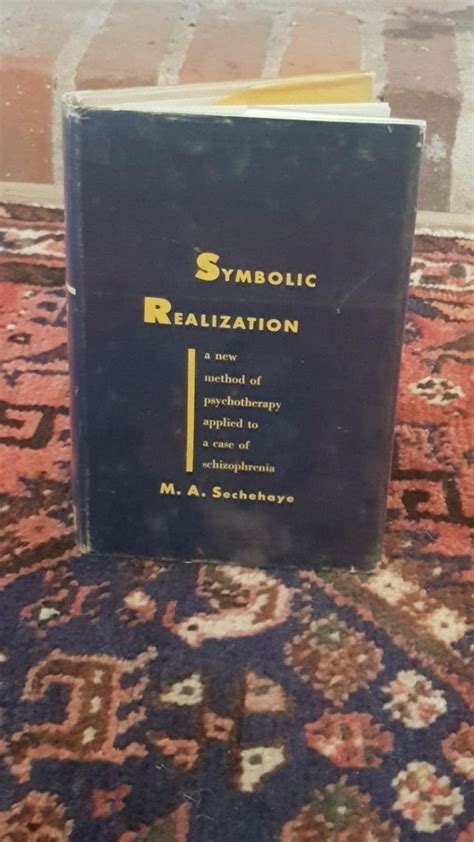 SYMBOLIC
REALIZATION
a new
method of
psychotherapy
applied to
a case of
schizophrenia
M. A. Sechehaye